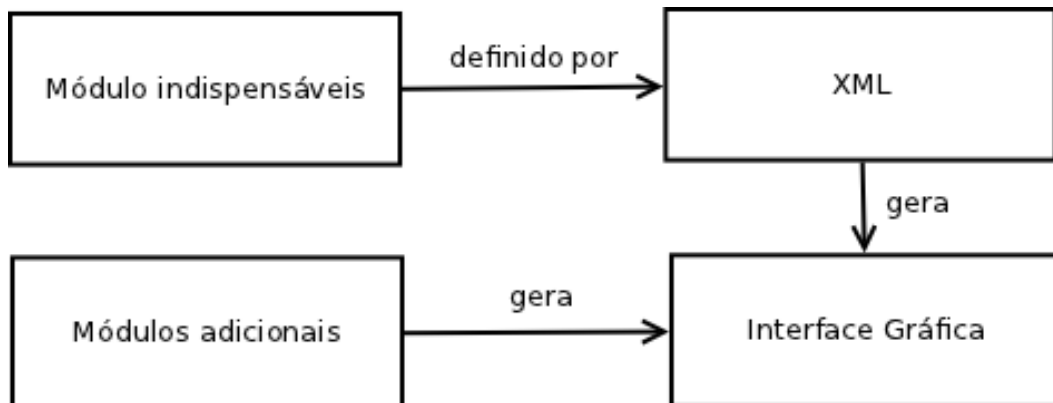 definido por
Módulo indispensáveis
XML
gera
gera
Módulos adicionais
Interface Gráfica